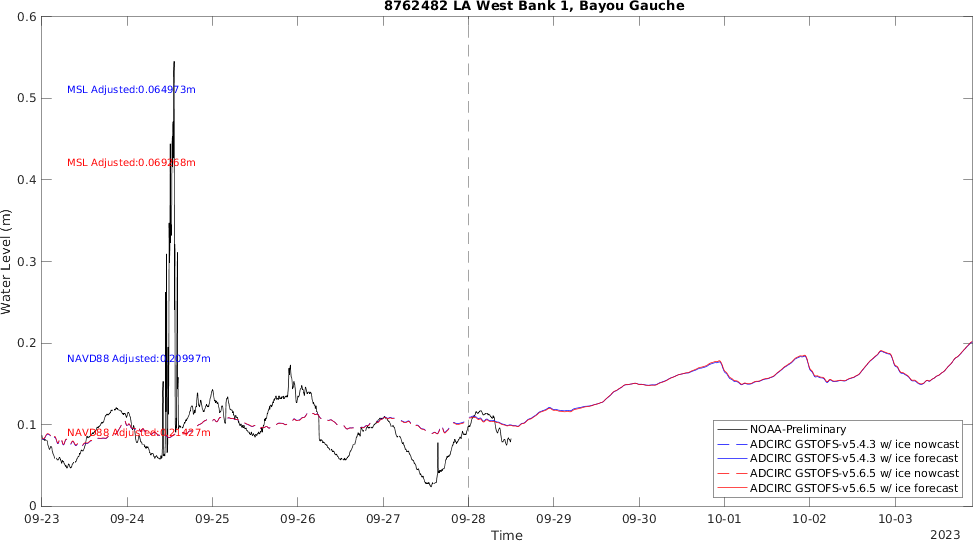 8762482 LA West Bank 1, Bayou Gauche
0.6
0.5
0.4
0.3
0.2
0.1
0
Water Level (m)
MSL Adjusted:0.064973m
MSL Adjusted:0.069268m
NAVD88 Adjusted:0.20997m
NAVD88 Adjusted:0.21427m
NOAA-Preliminary
ADCIRC GSTOFS-v5.4.3 w/ ice nowcast
ADCIRC GSTOFS-v5.4.3 w/ ice forecast
ADCIRC GSTOFS-v5.6.5 w/ ice nowcast
ADCIRC GSTOFS-v5.6.5 w/ ice forecast
09-23 09-24 09-25 09-26 09-27 09-28 09-29 09-30 10-01 10-02 10-03
Time
2023